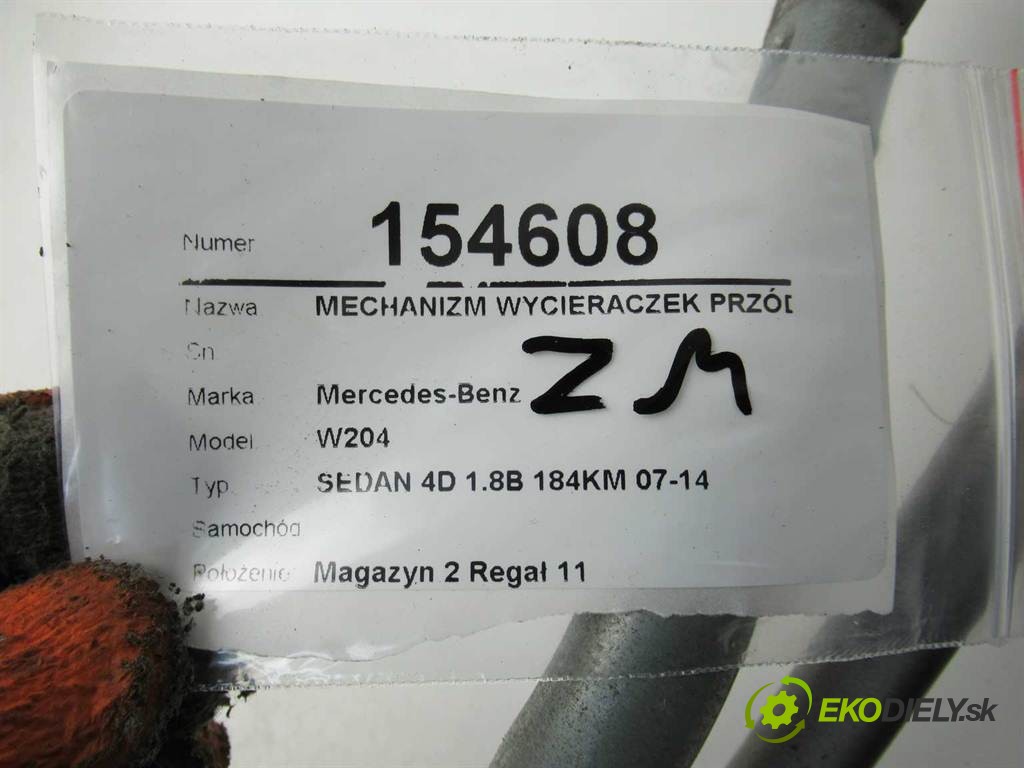 Numer 154608
Nazwa MECHANIZM WYCIERACZEK PRZÓD
Sn
ZM
Marka Mercedes-Benz
Model W204
Typ SEDAN 4D 1.8B 184KM 07-14
Samochód
Położenie Magazyn 2 Regał 11
EKODIELY.sk